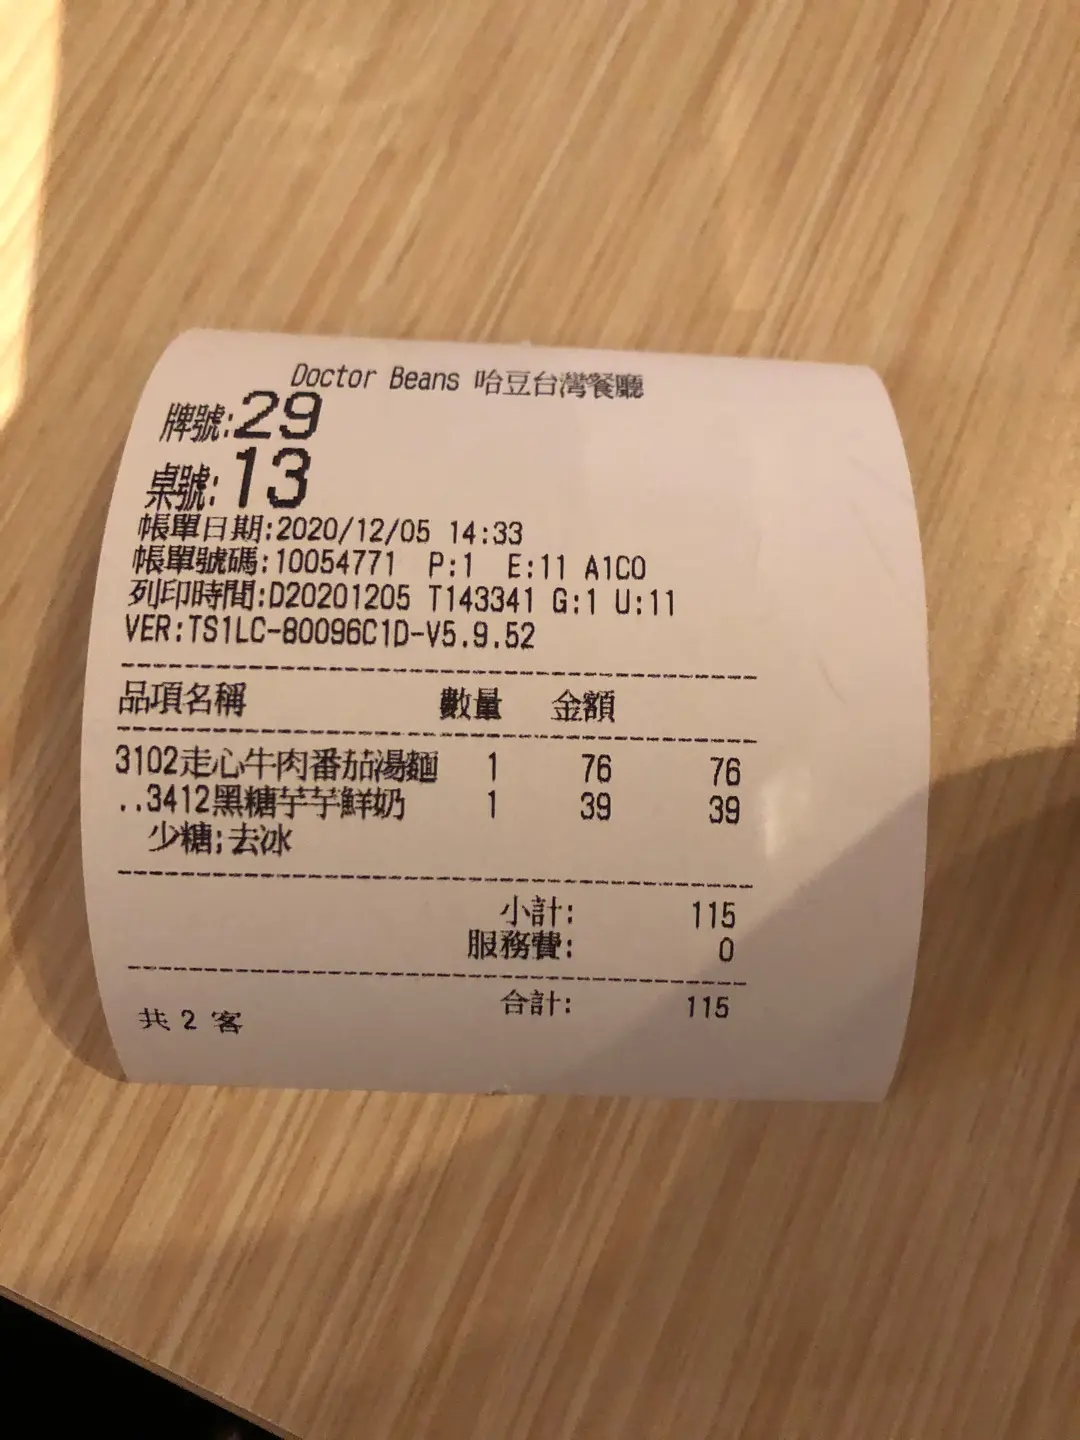 Doctor Beans 哈豆台灣餐廳
牌號:29
桌號:13
帳單日期:2020/12/05 14:33
帳單號碼:10054771 P:1 E:11 A1C0
列印時間:D20201205 T143341 G:1 U:11
VER:TS1LC-80096C1D-V5.9.52
品項名稱 數量 金額
3102走心牛肉番茄湯麵 1 76 76
..3412黑糖芋芋鮮奶 1 39 39
少糖;去冰
小計: 115
服務費: 0
合計: 115
共 2 客